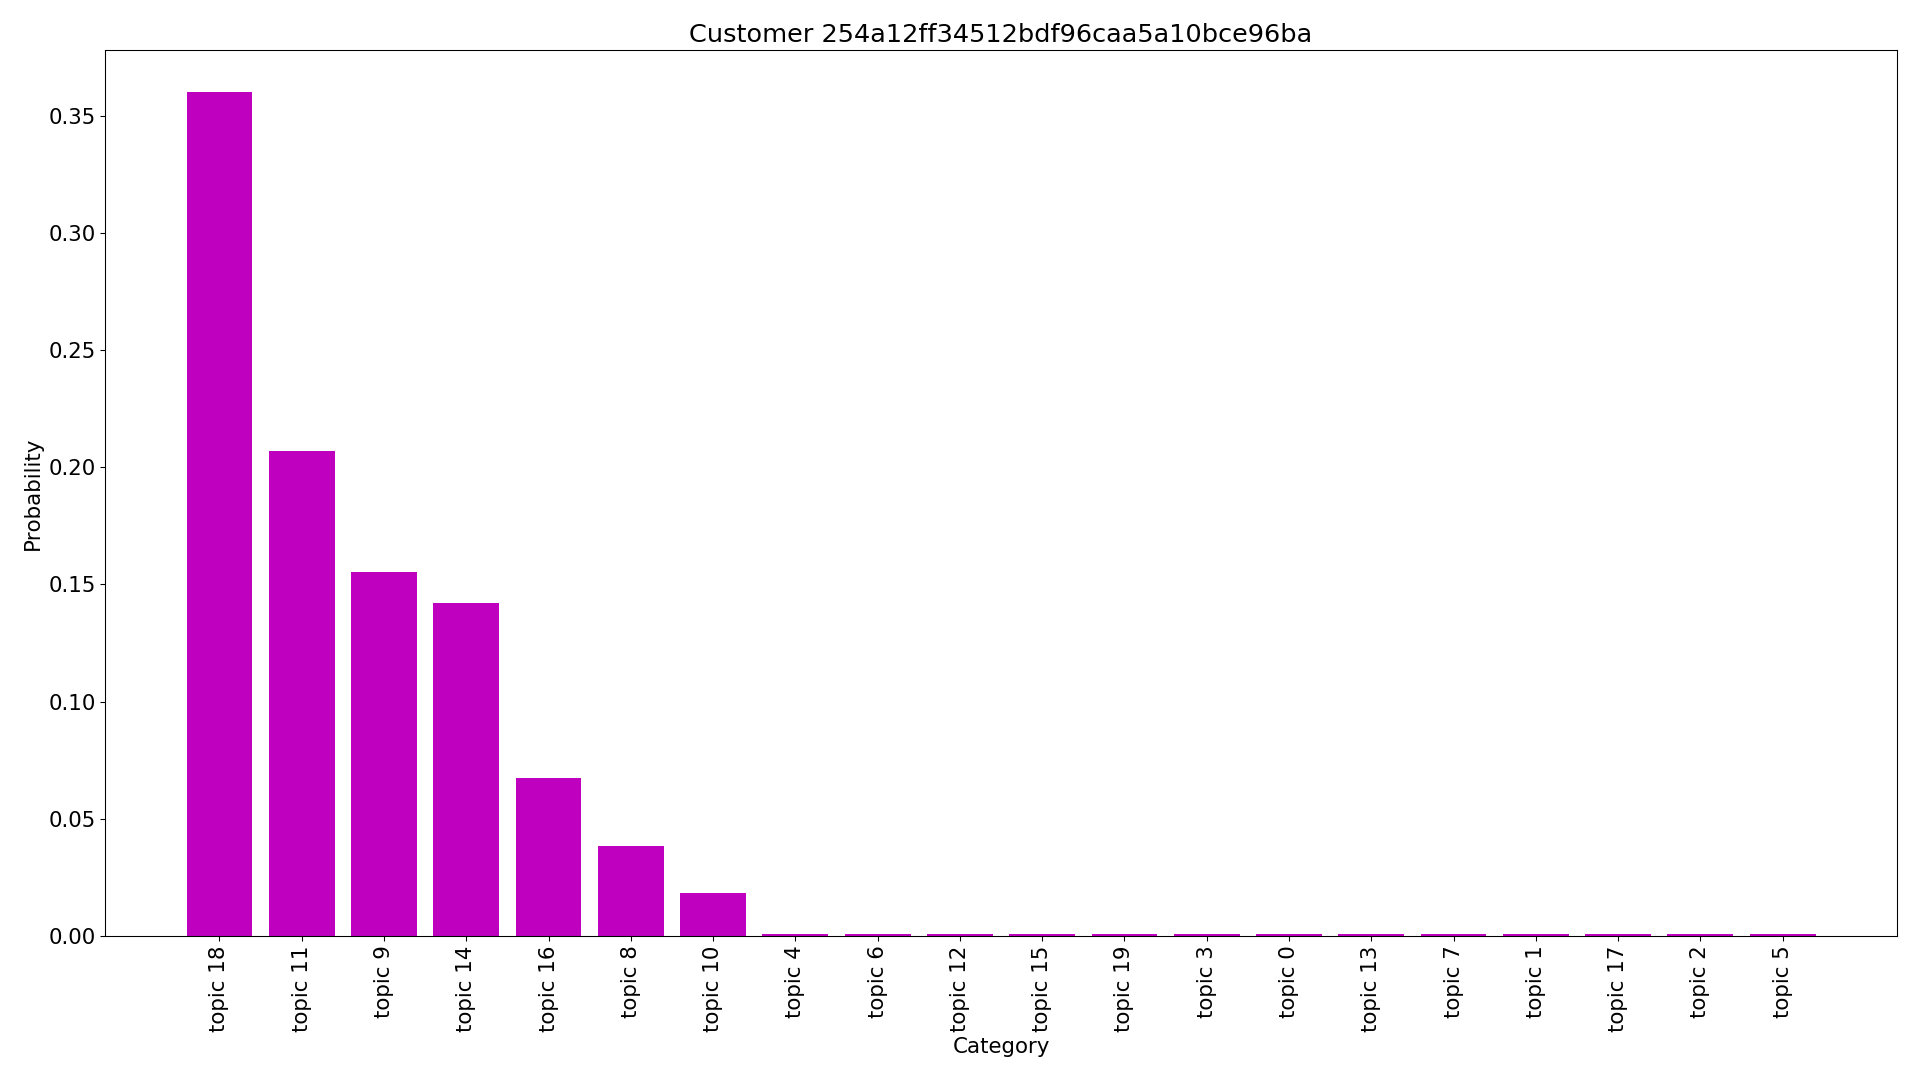 Customer 254a12ff34512bdf96caa5a10bce96ba
Probability
0.35
0.30
0.25
0.20
0.15
0.10
0.05
0.00
topic 18
topic 11
topic 9
topic 14
topic 16
topic 8
topic 10
topic 4
topic 6
topic 12
topic 15
topic 19
topic 3
topic 0
topic 13
topic 7
topic 1
topic 17
topic 2
topic 5
Category